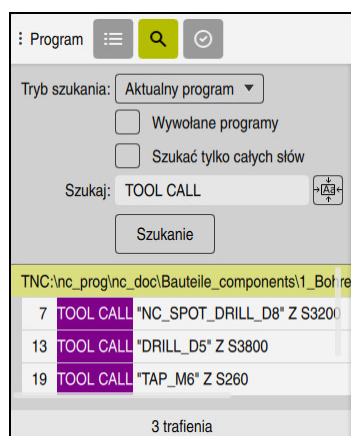 Program
Tryb szukania: Aktualny program
Wywołane programy
Szukać tylko całych słów
Szukaj: TOOL CALL
Szukanie
TNC:\nc_prog\nc_doc\Bauteile_components\1_Bohre
7 TOOL CALL "NC_SPOT_DRILL_D8" Z S3200
13 TOOL CALL "DRILL_D5" Z S3800
19 TOOL CALL "TAP_M6" Z S260
3 trafienia